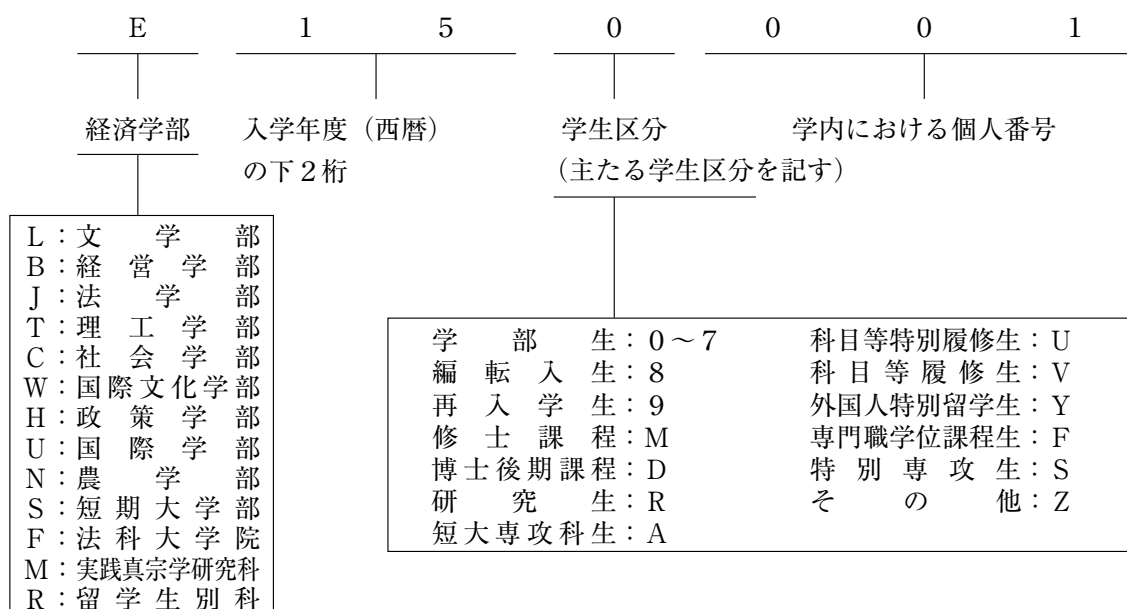 E 1 5 0 0 0 1
経済学部 入学年度（西暦）の下２桁 学生区分（主たる学生区分を記す） 学内における個人番号
L：文学部
B：経営学部
J：法学部
T：理工学部
C：社会学部
W：国際文化学部
H：政策学部
U：国際学部
N：農学部
S：短期大学部
F：法科大学院
M：実践真宗学研究科
R：留学生別科
学部生：0～7 科目等特別履修生：U
編転入生：8 科目等履修生：V
再入学生：9 外国人特別留学生：Y
修士課程：M 専門職学位課程生：F
博士後期課程：D 特別専攻生：S
研究生：R その他：Z
短大専攻科生：A